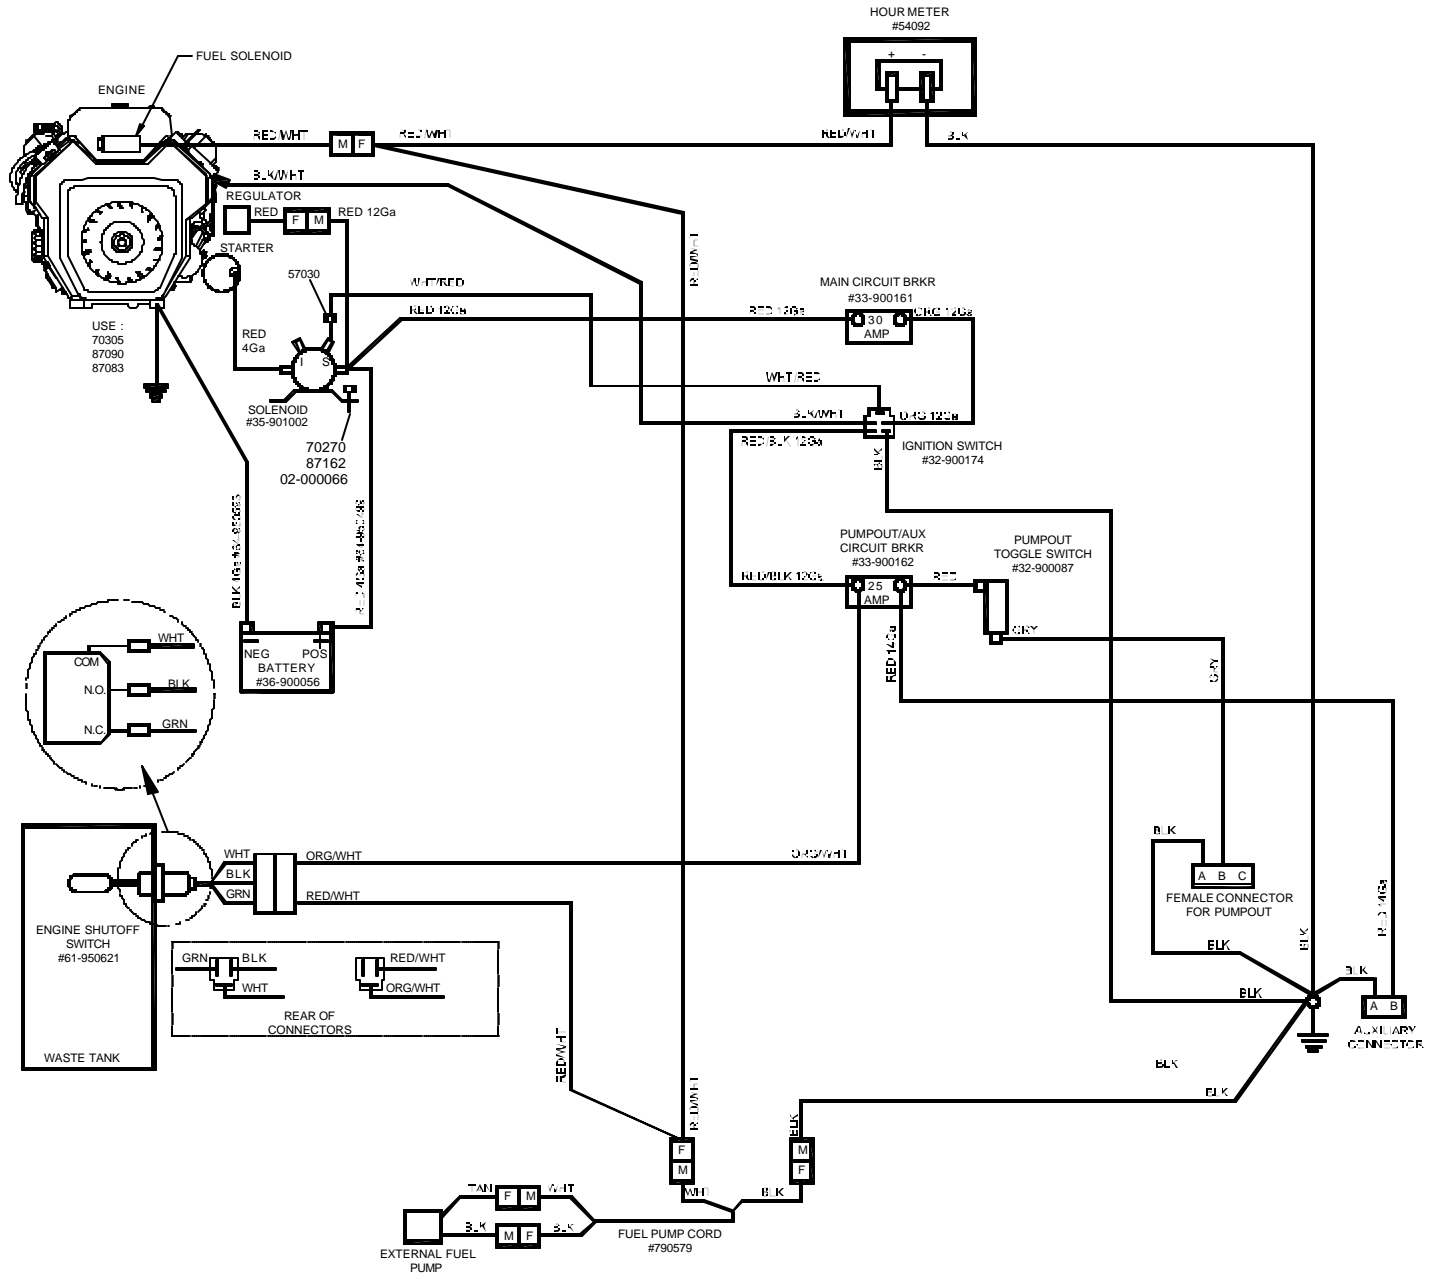 HOUR METER
#54092
+ -
FUEL SOLENOID
ENGINE
RED/WHT
M F
RED/WHT
RED/WHT
BLK
BLK/WHT
REGULATOR
RED
F M
RED 12Ga
STARTER
RED/WHT
57030
WHT/RED
RED 12Ga
RED 12Ga
MAIN CIRCUIT BRKR
#33-900161
30
AMP
ORG 12Ga
USE :
70305
87090
87083
RED
4Ga
I S
SOLENOID
#35-901002
70270
87162
02-000066
WHT/RED
BLK/WHT
ORG 12Ga
RED/BLK 12Ga
BLK
IGNITION SWITCH
#32-900174
RED 4Ga
PUMPOUT/AUX
CIRCUIT BRKR
#33-900162
PUMPOUT
TOGGLE SWITCH
#32-900087
RED/BLK 12Ga
25
AMP
RED
GRY
RED 14Ga
GRY
NEG POS
BATTERY
#36-900056
COM
WHT
N.O.
BLK
N.C.
GRN
WHT
BLK
GRN
ORG/WHT
RED/WHT
ORG/WHT
BLK
A B C
FEMALE CONNECTOR
FOR PUMPOUT
RED 14Ga
BLK
BLK
BLK
BLK
A B
AUXILIARY
CONNECTOR
ENGINE SHUTOFF
SWITCH
#61-950621
WASTE TANK
GRN
BLK
WHT
RED/WHT
ORG/WHT
REAR OF
CONNECTORS
RED/WHT
RED/WHT
BLK
BLK
BLK
F
M
M
F
WHT
BLK
TAN
F M
WHT
BLK
M F
BLK
FUEL PUMP CORD
#790579
EXTERNAL FUEL
PUMP